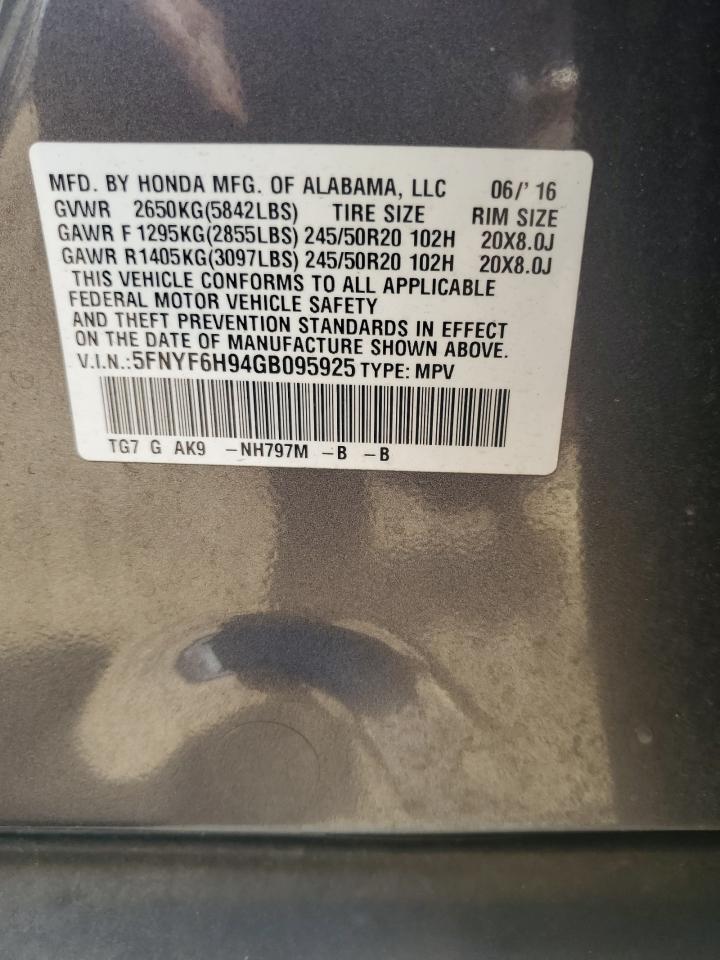 MFD. BY HONDA MFG. OF ALABAMA, LLC 06/'16
GVWR 2650KG(5842LBS) TIRE SIZE RIM SIZE
GAWR F1295KG(2855LBS) 245/50R20 102H 20X8.0J
GAWR R1405KG(3097LBS) 245/50R20 102H 20X8.0J
THIS VEHICLE CONFORMS TO ALL APPLICABLE
FEDERAL MOTOR VEHICLE SAFETY
AND THEFT PREVENTION STANDARDS IN EFFECT
ON THE DATE OF MANUFACTURE SHOWN ABOVE.
V.I.N.:5FNYF6H94GB095925 TYPE: MPV
TG7 G AK9 -NH797M -B -B